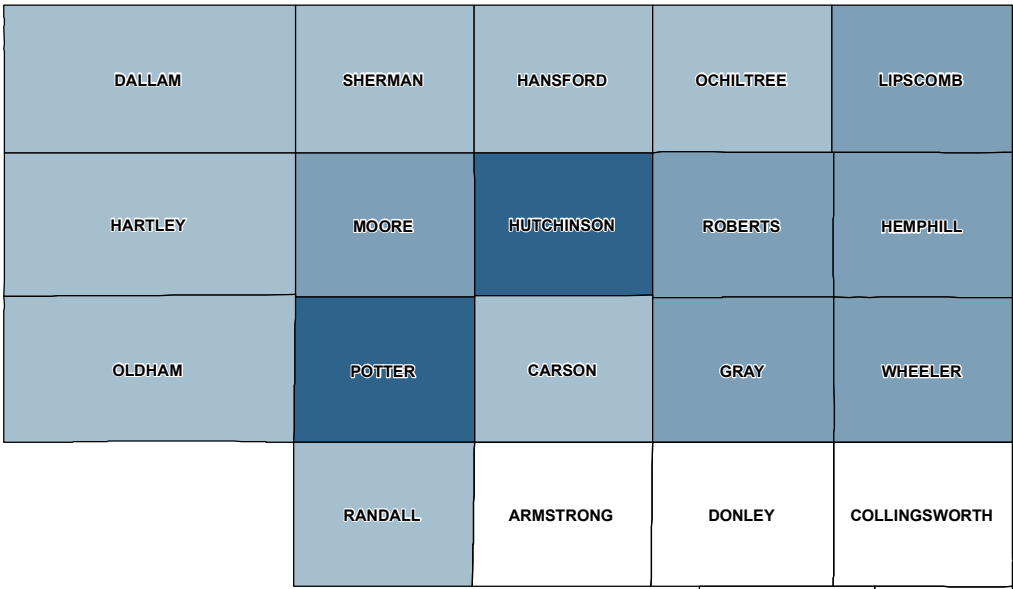 DALLAM
SHERMAN
HANSFORD
OCHILTREE
LIPSCOMB
HARTLEY
MOORE
HUTCHINSON
ROBERTS
HEMPHILL
OLDHAM
POTTER
CARSON
GRAY
WHEELER
RANDALL
ARMSTRONG
DONLEY
COLLINGSWORTH